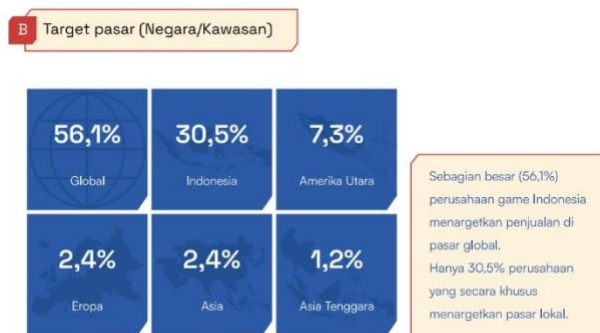 B
Target pasar (Negara/Kawasan)
56,1%
Global
30,5%
Indonesia
7,3%
Amerika Utara
2,4%
Eropa
2,4%
Asia
1,2%
Asia Tenggara
Sebagian besar (56,1%)
perusahaan game Indonesia
menargetkan penjualan di
pasar global.
Hanya 30,5% perusahaan
yang secara khusus
menargetkan pasar lokal.